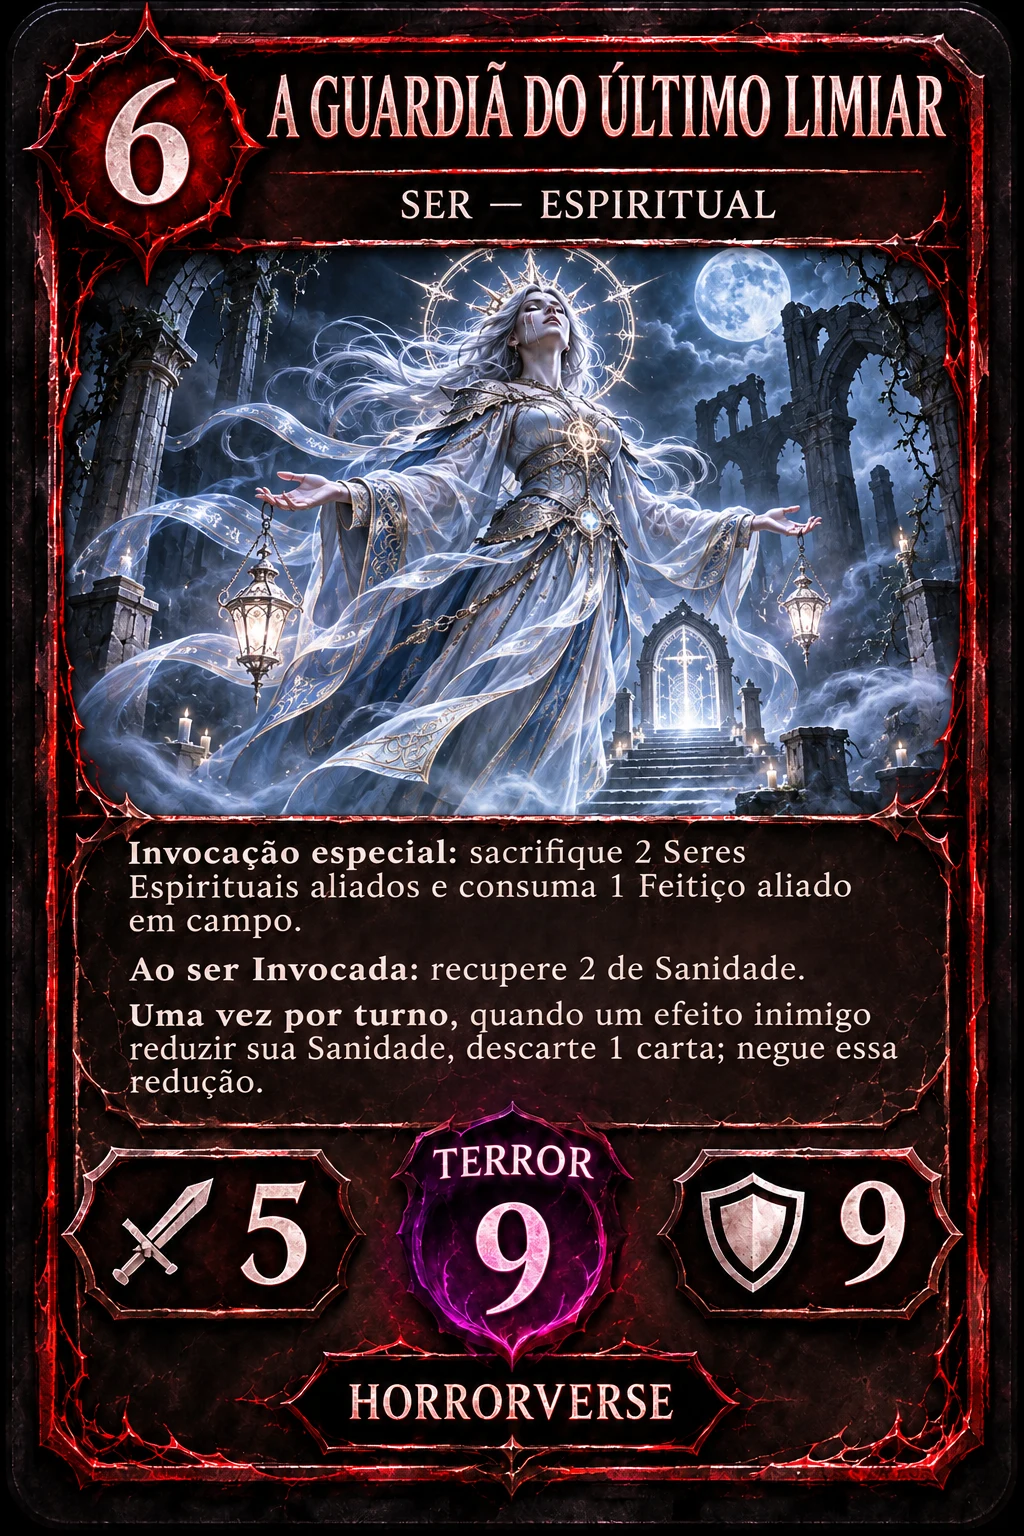 6
A GUARDIÃ DO ÚLTIMO LIMIAR
SER — ESPIRITUAL
Invocação especial: sacrifique 2 Seres
Espirituais aliados e consuma 1 Feitiço aliado
em campo.
Ao ser Invocada: recupere 2 de Sanidade.
Uma vez por turno, quando um efeito inimigo
reduzir sua Sanidade, descarte 1 carta; negue essa
redução.
5
TERROR
9
9
HORRORVERSE